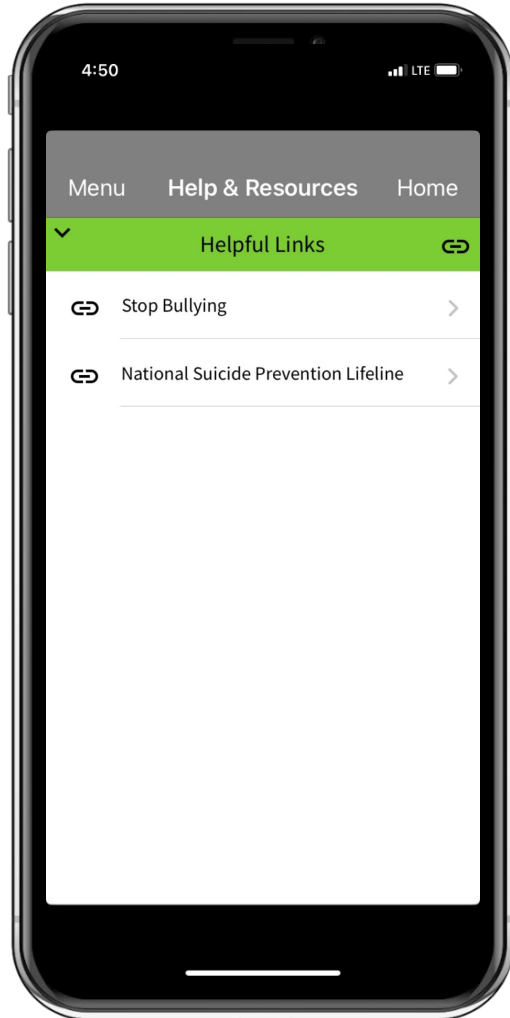 4:50 LTE
Menu Help & Resources Home
Helpful Links
Stop Bullying
National Suicide Prevention Lifeline